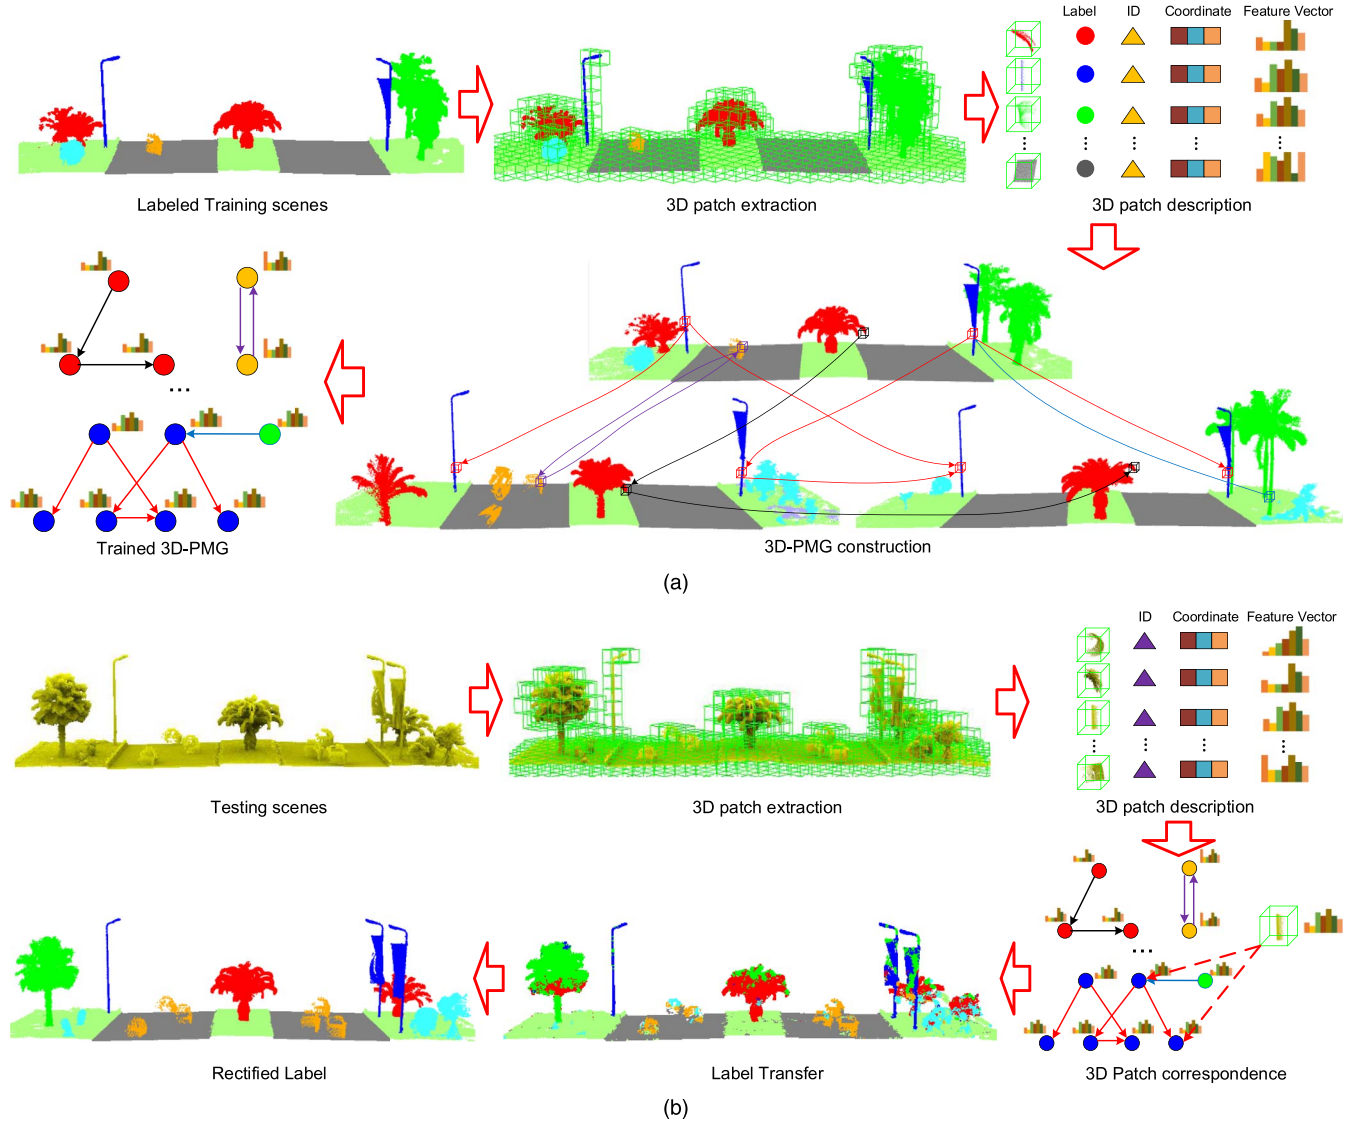 Label ID Coordinate Feature Vector
Labeled Training scenes
3D patch extraction
3D patch description
Trained 3D-PMG
3D-PMG construction
(a)
ID Coordinate Feature Vector
Testing scenes
3D patch extraction
3D patch description
Rectified Label
Label Transfer
3D Patch correspondence
(b)